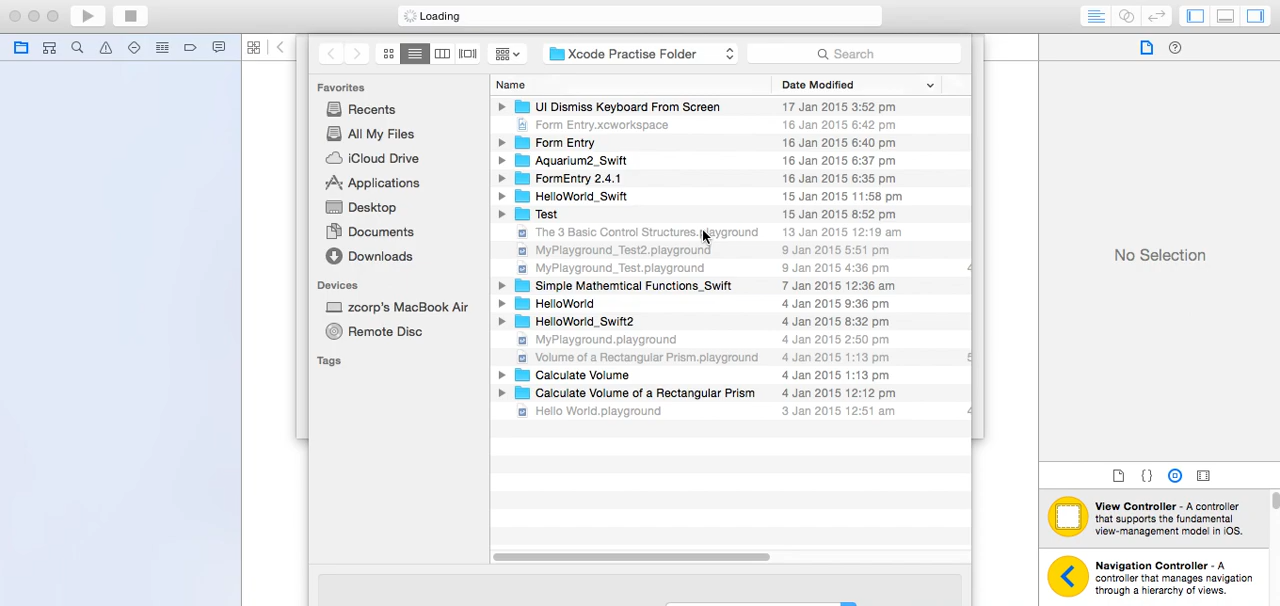 Loading
Xcode Practise Folder
Search
Favorites
Recents
All My Files
iCloud Drive
Applications
Desktop
Documents
Downloads
Devices
zcorp's MacBook Air
Remote Disc
Tags
Name Date Modified
UI Dismiss Keyboard From Screen 17 Jan 2015 3:52 pm
Form Entry.xcworkspace 16 Jan 2015 6:42 pm
Form Entry 16 Jan 2015 6:40 pm
Aquarium2_Swift 16 Jan 2015 6:37 pm
FormEntry 2.4.1 16 Jan 2015 6:35 pm
HelloWorld_Swift 15 Jan 2015 11:58 pm
Test 15 Jan 2015 8:52 pm
The 3 Basic Control Structures.playground 13 Jan 2015 12:19 am
MyPlayground_Test2.playground 9 Jan 2015 5:51 pm
MyPlayground_Test.playground 9 Jan 2015 4:36 pm 4
Simple Mathemtical Functions_Swift 7 Jan 2015 12:36 am
HelloWorld 4 Jan 2015 9:36 pm
HelloWorld_Swift2 4 Jan 2015 8:32 pm
MyPlayground.playground 4 Jan 2015 2:50 pm
Volume of a Rectangular Prism.playground 4 Jan 2015 1:13 pm 5
Calculate Volume 4 Jan 2015 1:13 pm
Calculate Volume of a Rectangular Prism 4 Jan 2015 12:12 pm
Hello World.playground 3 Jan 2015 12:51 am 4
No Selection
View Controller - A controller
that supports the fundamental
view-management model in iOS.
Navigation Controller - A
controller that manages navigation
through a hierarchy of views.